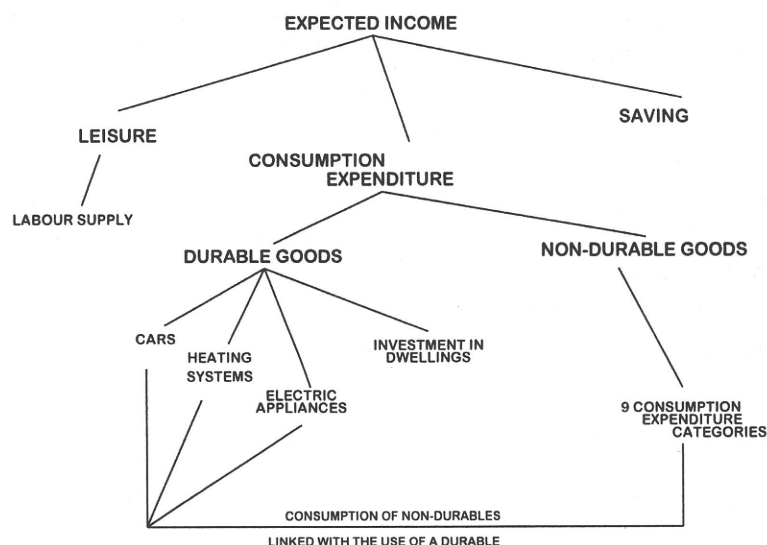 EXPECTED INCOME
SAVING
LEISURE
CONSUMPTION
EXPENDITURE
LABOUR SUPPLY
DURABLE GOODS
NON-DURABLE GOODS
CARS
HEATING
SYSTEMS
ELECTRIC
APPLIANCES
INVESTMENT IN
DWELLINGS
9 CONSUMPTION
EXPENDITURE
CATEGORIES
CONSUMPTION OF NON-DURABLES
LINKED WITH THE USE OF A DURABLE